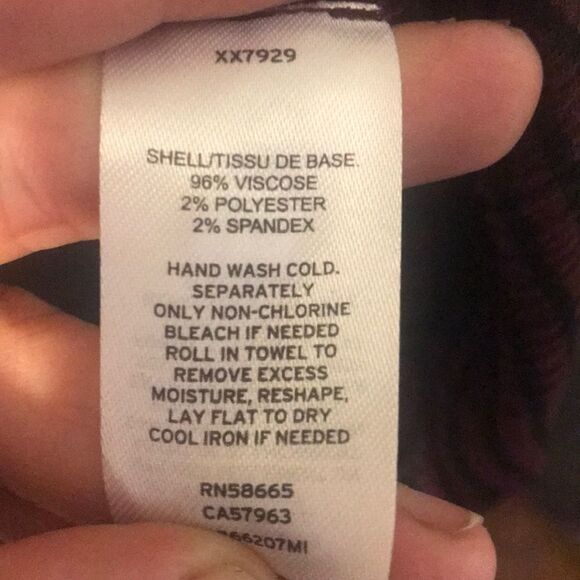 XX7929
SHELL/TISSU DE BASE.
96% VISCOSE
2% POLYESTER
2% SPANDEX
HAND WASH COLD.
SEPARATELY
ONLY NON-CHLORINE
BLEACH IF NEEDED
ROLL IN TOWEL TO
REMOVE EXCESS
MOISTURE, RESHAPE,
LAY FLAT TO DRY
COOL IRON IF NEEDED
RN58665
CA57963